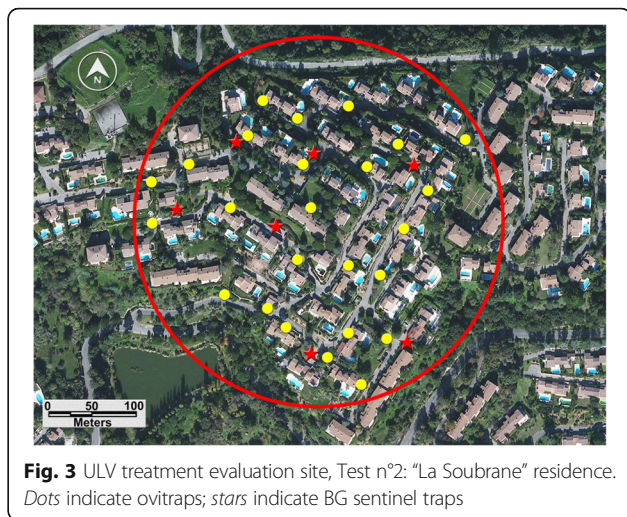 N
0 50 100
Meters
Fig. 3 ULV treatment evaluation site, Test n°2: “La Soubrane” residence.
Dots indicate ovitraps; stars indicate BG sentinel traps